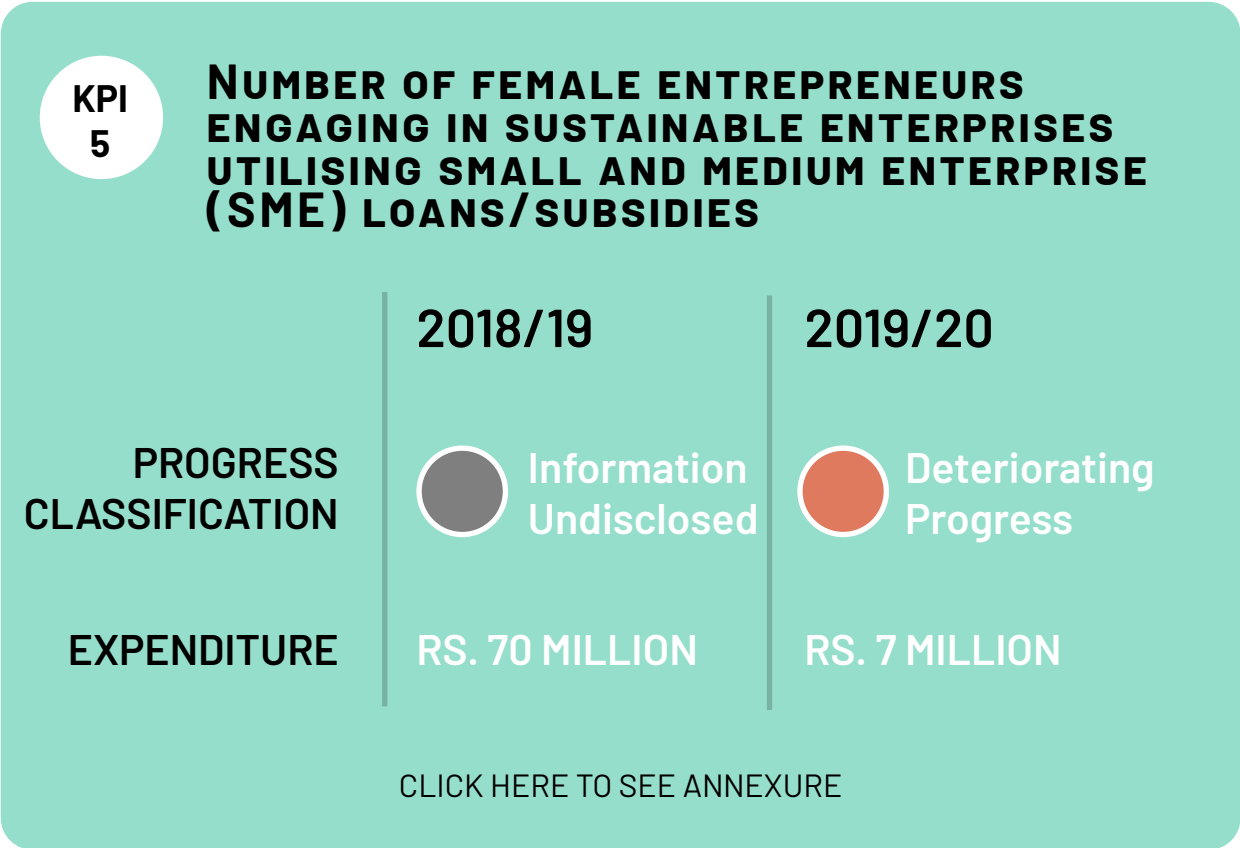 KPI
5
NUMBER OF FEMALE ENTREPRENEURS
ENGAGING IN SUSTAINABLE ENTERPRISES
UTILISING SMALL AND MEDIUM ENTERPRISE
(SME) LOANS/SUBSIDIES
2018/19
2019/20
PROGRESS
CLASSIFICATION
Information
Undisclosed
Deteriorating
Progress
EXPENDITURE
RS. 70 MILLION
RS. 7 MILLION
CLICK HERE TO SEE ANNEXURE